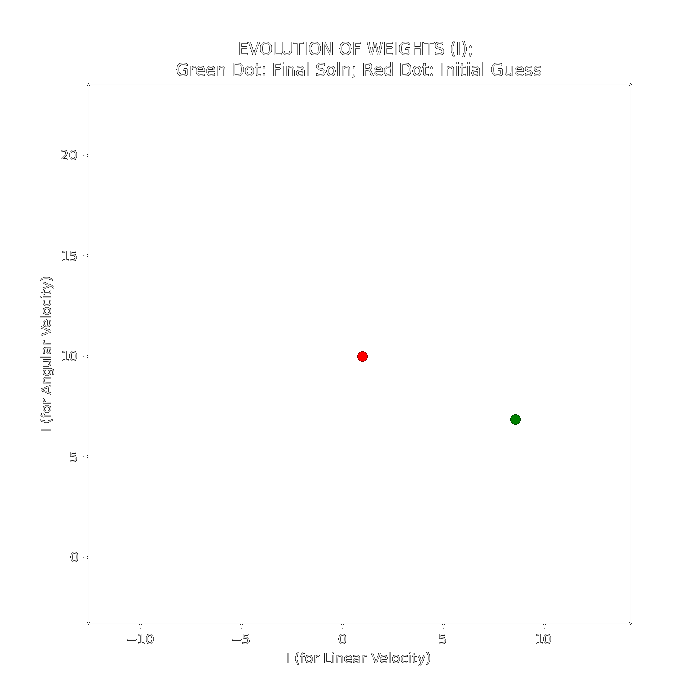 EVOLUTION OF WEIGHTS (I):
Green Dot: Final Soln; Red Dot: Initial Guess
20
15
10
5
0
I (for Angular Velocity)
−10
−5
0
5
10
I (for Linear Velocity)